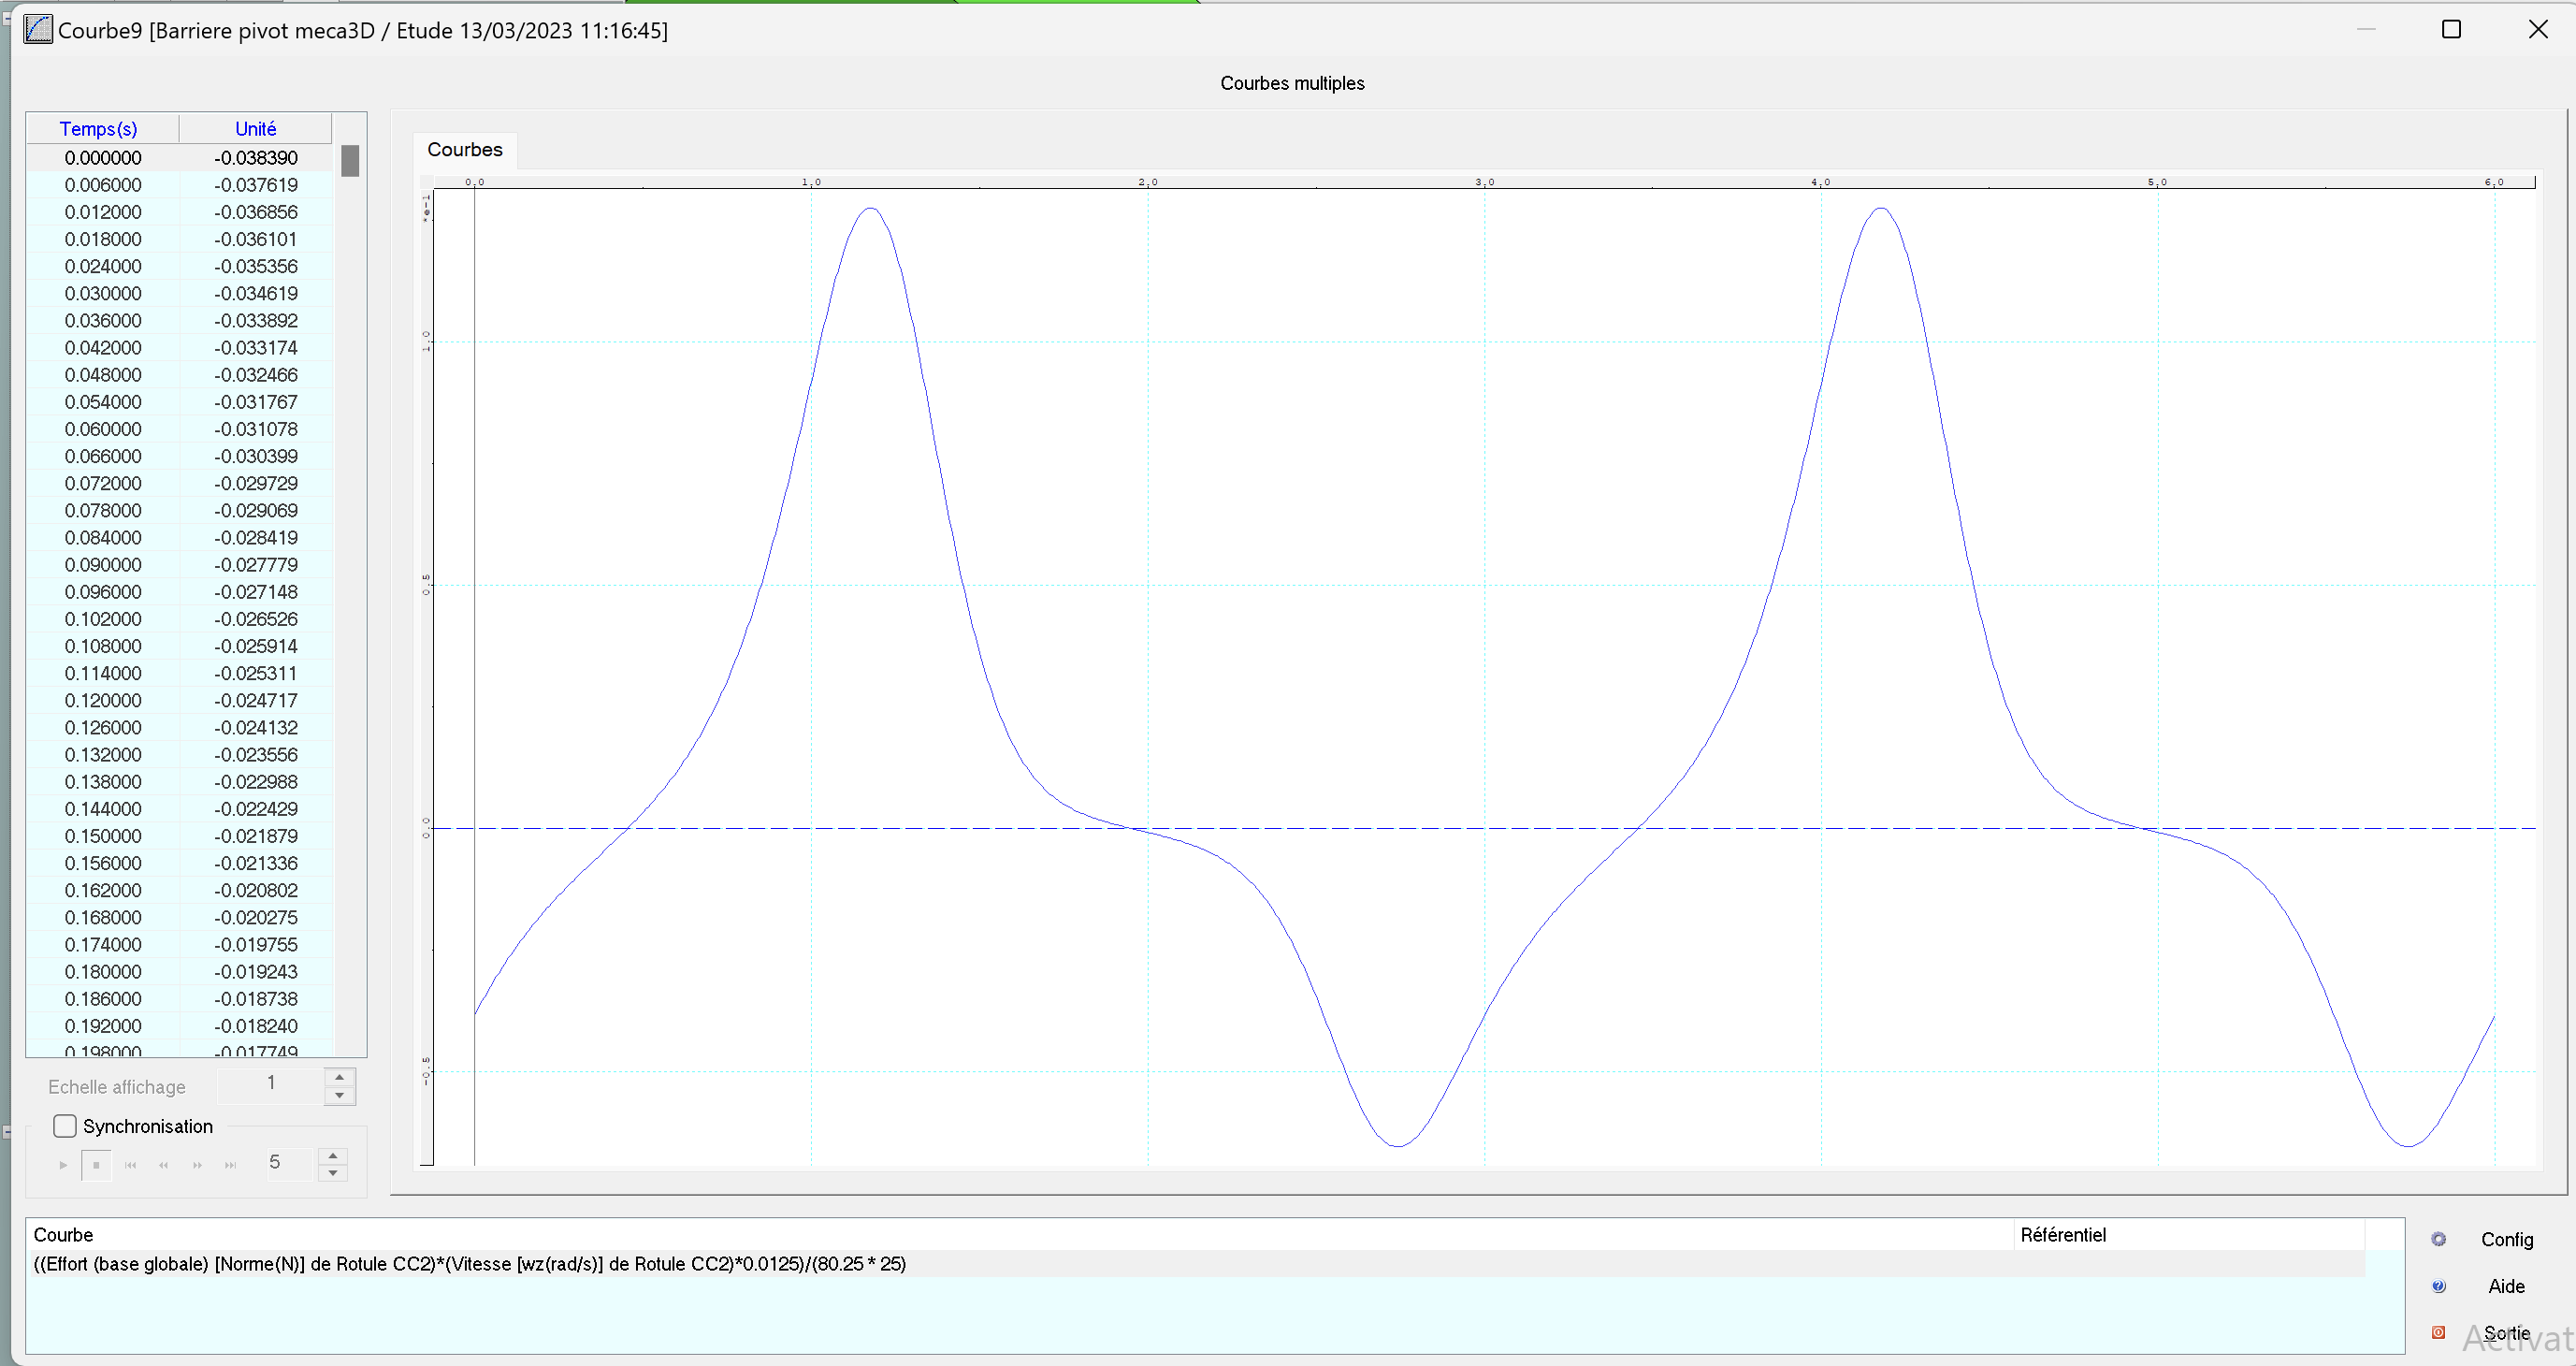 Courbe9 [Barriere pivot meca3D / Etude 13/03/2023 11:16:45]
Courbes multiples
Temps(s) Unité
0.000000 -0.038390
0.006000 -0.037619
0.012000 -0.036856
0.018000 -0.036101
0.024000 -0.035356
0.030000 -0.034619
0.036000 -0.033892
0.042000 -0.033174
0.048000 -0.032466
0.054000 -0.031767
0.060000 -0.031078
0.066000 -0.030399
0.072000 -0.029729
0.078000 -0.029069
0.084000 -0.028419
0.090000 -0.027779
0.096000 -0.027148
0.102000 -0.026526
0.108000 -0.025914
0.114000 -0.025311
0.120000 -0.024717
0.126000 -0.024132
0.132000 -0.023556
0.138000 -0.022988
0.144000 -0.022429
0.150000 -0.021879
0.156000 -0.021336
0.162000 -0.020802
0.168000 -0.020275
0.174000 -0.019755
0.180000 -0.019243
0.186000 -0.018738
0.192000 -0.018240
0.198000 -0.017749
Echelle affichage 1
Synchronisation
5
Courbes
0.0 1.0 2.0 3.0 4.0 5.0 6.0
*e-1
1.0
0.5
0.0
-0.5
Courbe Référentiel
((Effort (base globale) [Norme(N)] de Rotule CC2)*(Vitesse [wz(rad/s)] de Rotule CC2)*0.0125)/(80.25 * 25)
Config
Aide
Sortie
Activat